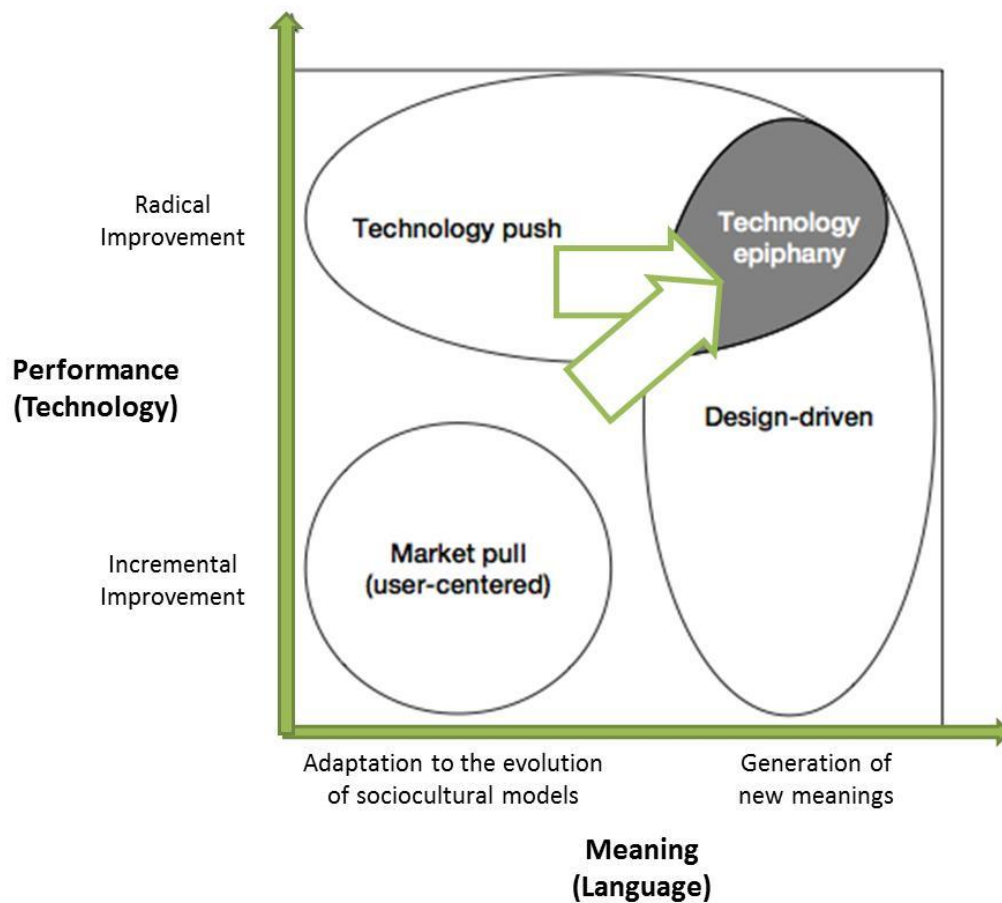 Radical
Improvement
Technology push
Technology
epiphany
Performance
(Technology)
Design-driven
Incremental
Improvement
Market pull
(user-centered)
Adaptation to the evolution
of sociocultural models
Generation of
new meanings
Meaning
(Language)